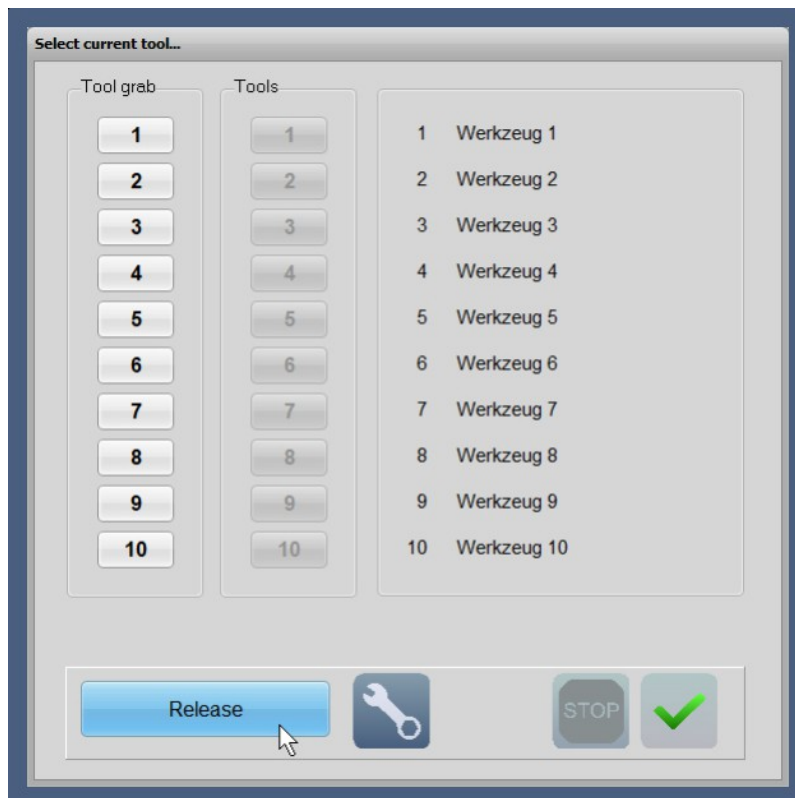 Select current tool...
Tool grab Tools
1 1 1 Werkzeug 1
2 2 2 Werkzeug 2
3 3 3 Werkzeug 3
4 4 4 Werkzeug 4
5 5 5 Werkzeug 5
6 6 6 Werkzeug 6
7 7 7 Werkzeug 7
8 8 8 Werkzeug 8
9 9 9 Werkzeug 9
10 10 10 Werkzeug 10
Release STOP